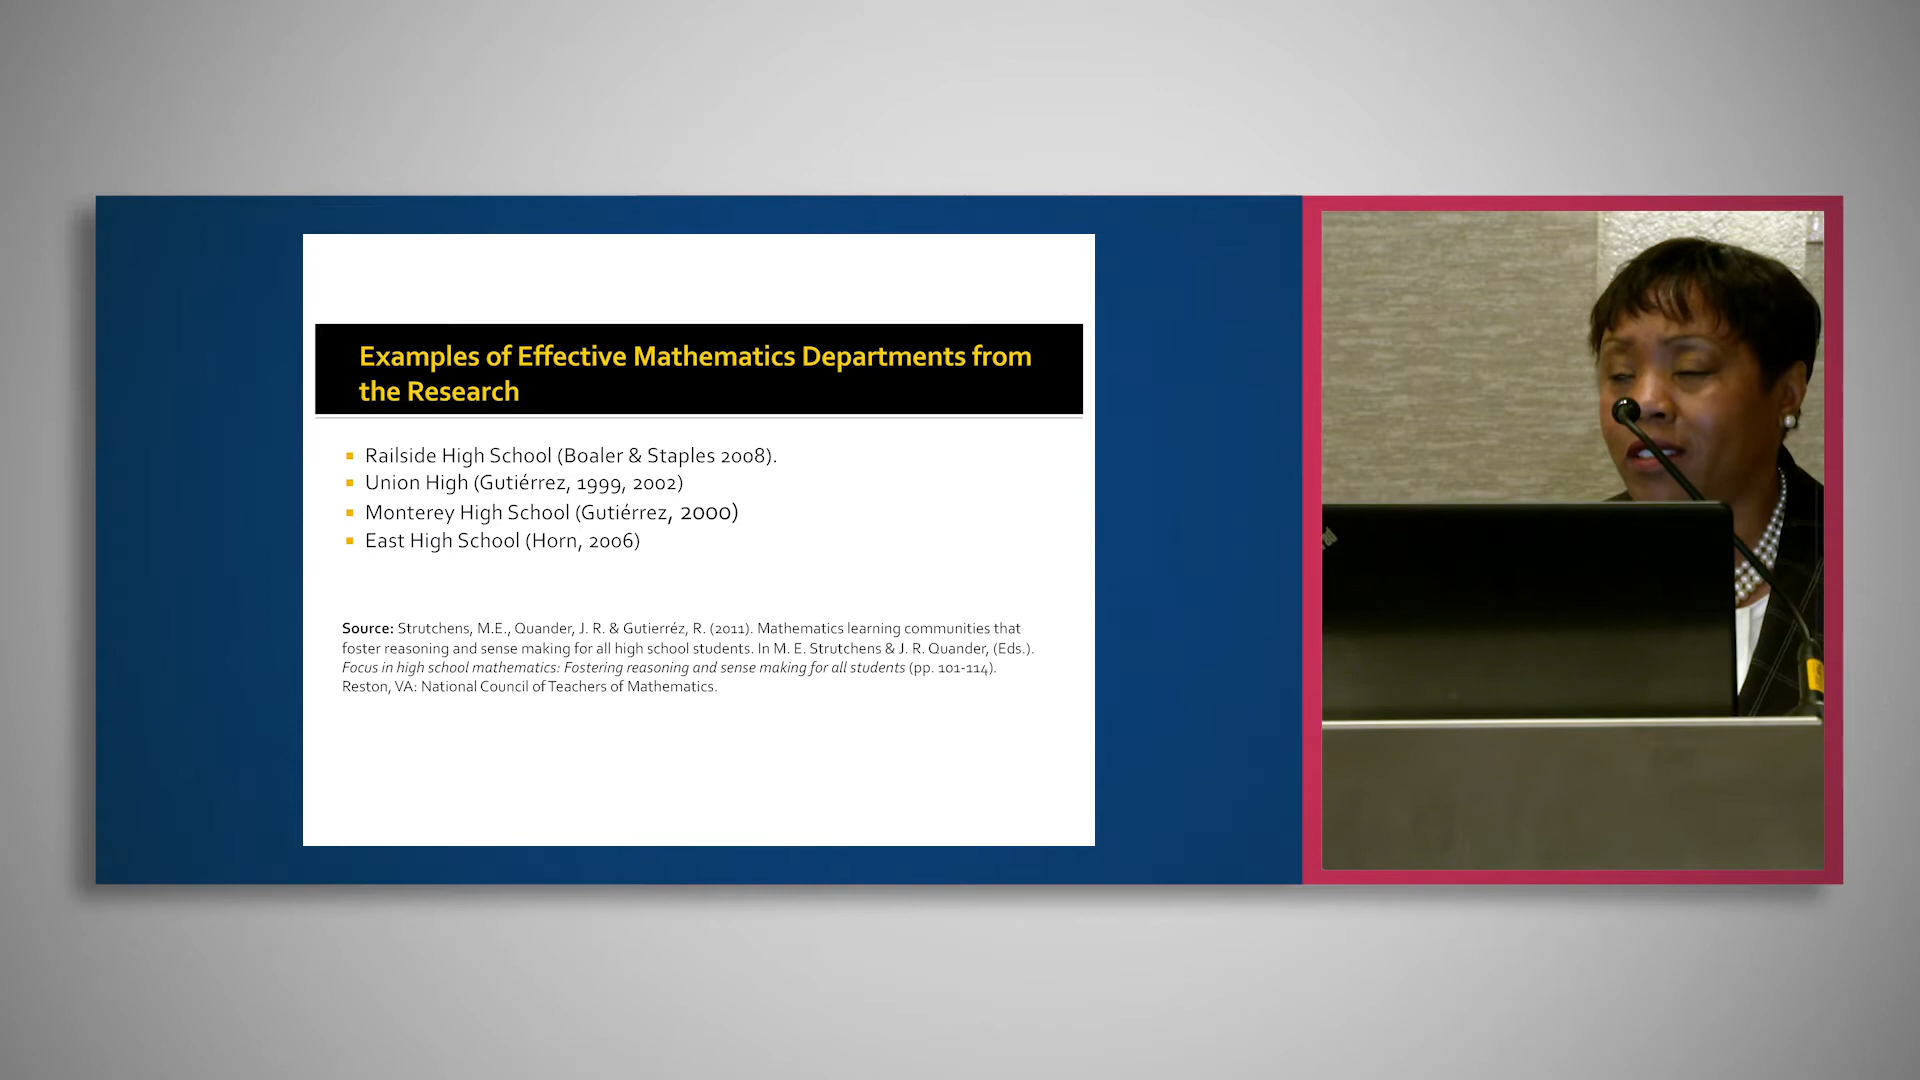 Examples of Effective Mathematics Departments from
the Research
Railside High School (Boaler & Staples 2008).
Union High (Gutiérrez, 1999, 2002)
Monterey High School (Gutiérrez, 2000)
East High School (Horn, 2006)
Source: Strutchens, M.E., Quander, J. R. & Gutierréz, R. (2011). Mathematics learning communities that
foster reasoning and sense making for all high school students. In M. E. Strutchens & J. R. Quander, (Eds.).
Focus in high school mathematics: Fostering reasoning and sense making for all students (pp. 101-114).
Reston, VA: National Council of Teachers of Mathematics.